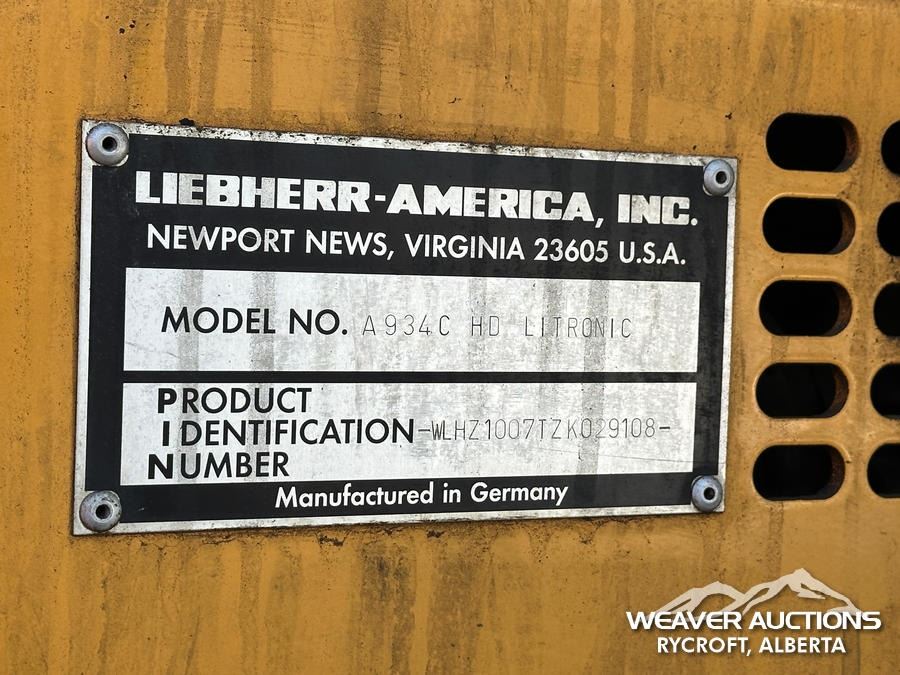 LIEBHERR-AMERICA, INC.
NEWPORT NEWS, VIRGINIA 23605 U.S.A.
MODEL NO. A934C HD LITRONIC
PRODUCT
IDENTIFICATION -WLHZ1007TZK029108-
NUMBER
Manufactured in Germany
WEAVER AUCTIONS
RYCROFT, ALBERTA